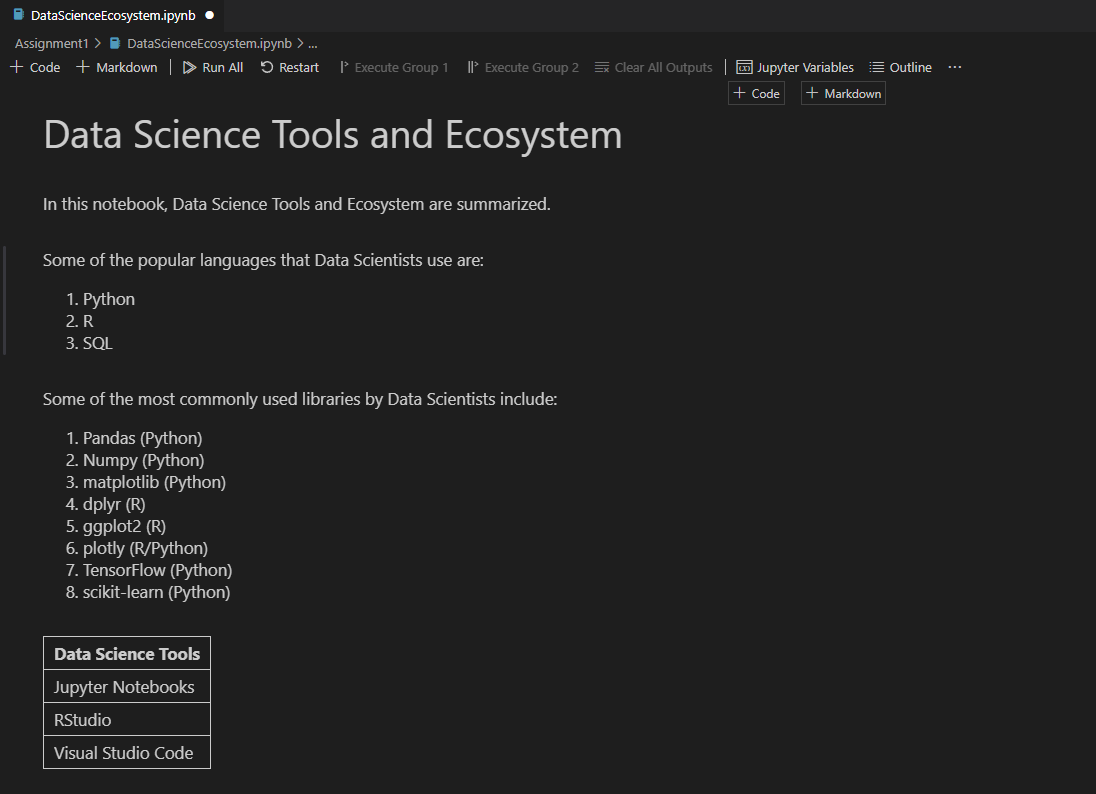 DataScienceEcosystem.ipynb
Assignment1 > DataScienceEcosystem.ipynb > ...
+ Code + Markdown | Run All Restart Execute Group 1 Execute Group 2 Clear All Outputs | Jupyter Variables Outline ...
+ Code + Markdown
Data Science Tools and Ecosystem
In this notebook, Data Science Tools and Ecosystem are summarized.
Some of the popular languages that Data Scientists use are:
1. Python
2. R
3. SQL
Some of the most commonly used libraries by Data Scientists include:
1. Pandas (Python)
2. Numpy (Python)
3. matplotlib (Python)
4. dplyr (R)
5. ggplot2 (R)
6. plotly (R/Python)
7. TensorFlow (Python)
8. scikit-learn (Python)
Data Science Tools
Jupyter Notebooks
RStudio
Visual Studio Code